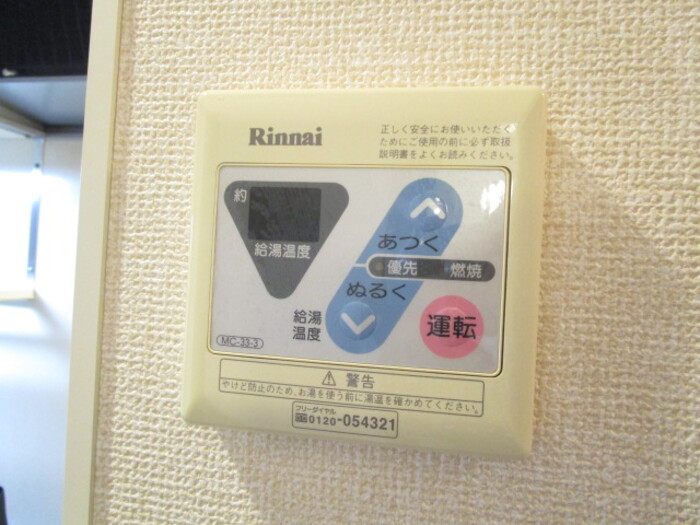 Rinnai
正しく安全にお使いいただく
ためにご使用の前に必ず取扱
説明書をよくお読みください。
約
給湯温度
あつく
優先 燃焼
ぬるく
給湯
温度
運転
MC-33-3
⚠ 警告
やけど防止のため、お湯を使う前に湯温を確かめてください。
フリーダイヤル
0120-054321